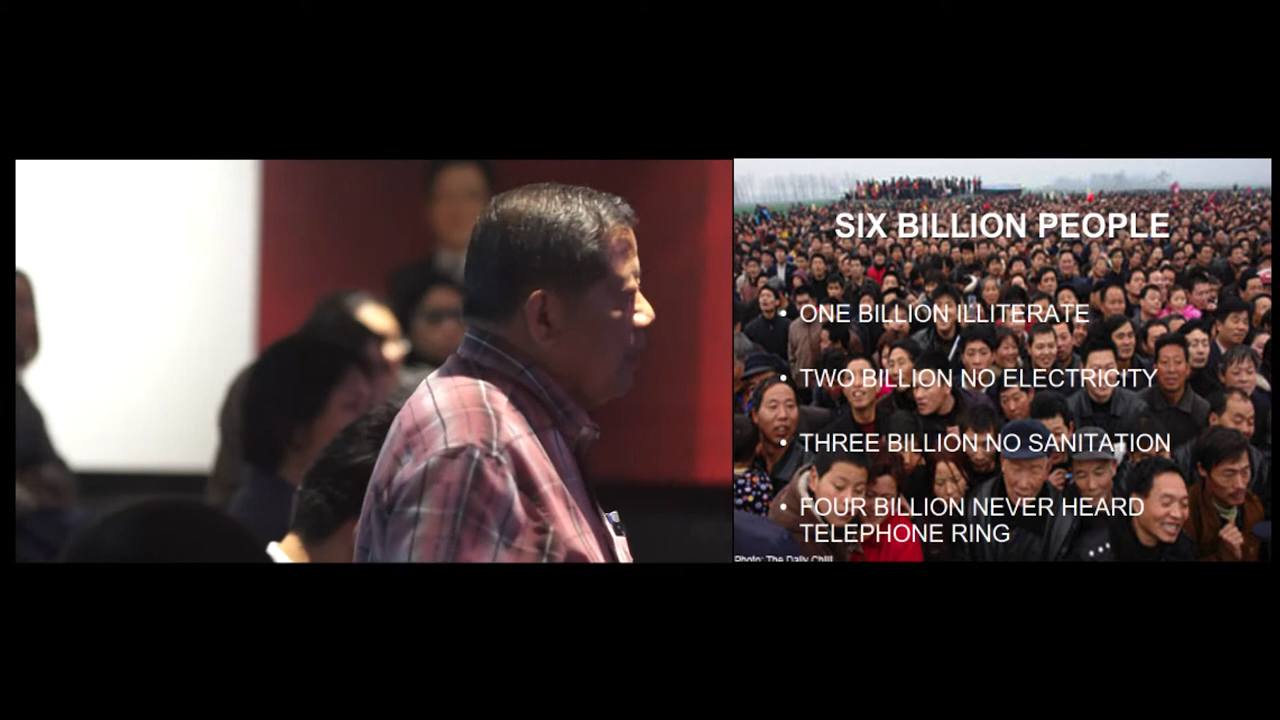 SIX BILLION PEOPLE
• ONE BILLION ILLITERATE
• TWO BILLION NO ELECTRICITY
• THREE BILLION NO SANITATION
• FOUR BILLION NEVER HEARD
TELEPHONE RING
Photo: The Daily Chilli